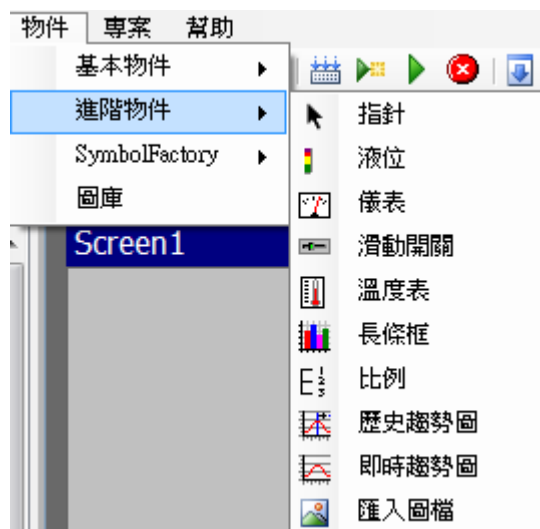 物件 專案 幫助
基本物件
進階物件
SymbolFactory
圖庫
Screen1
指針
液位
儀表
滑動開關
溫度表
長條框
比例
歷史趨勢圖
即時趨勢圖
匯入圖檔